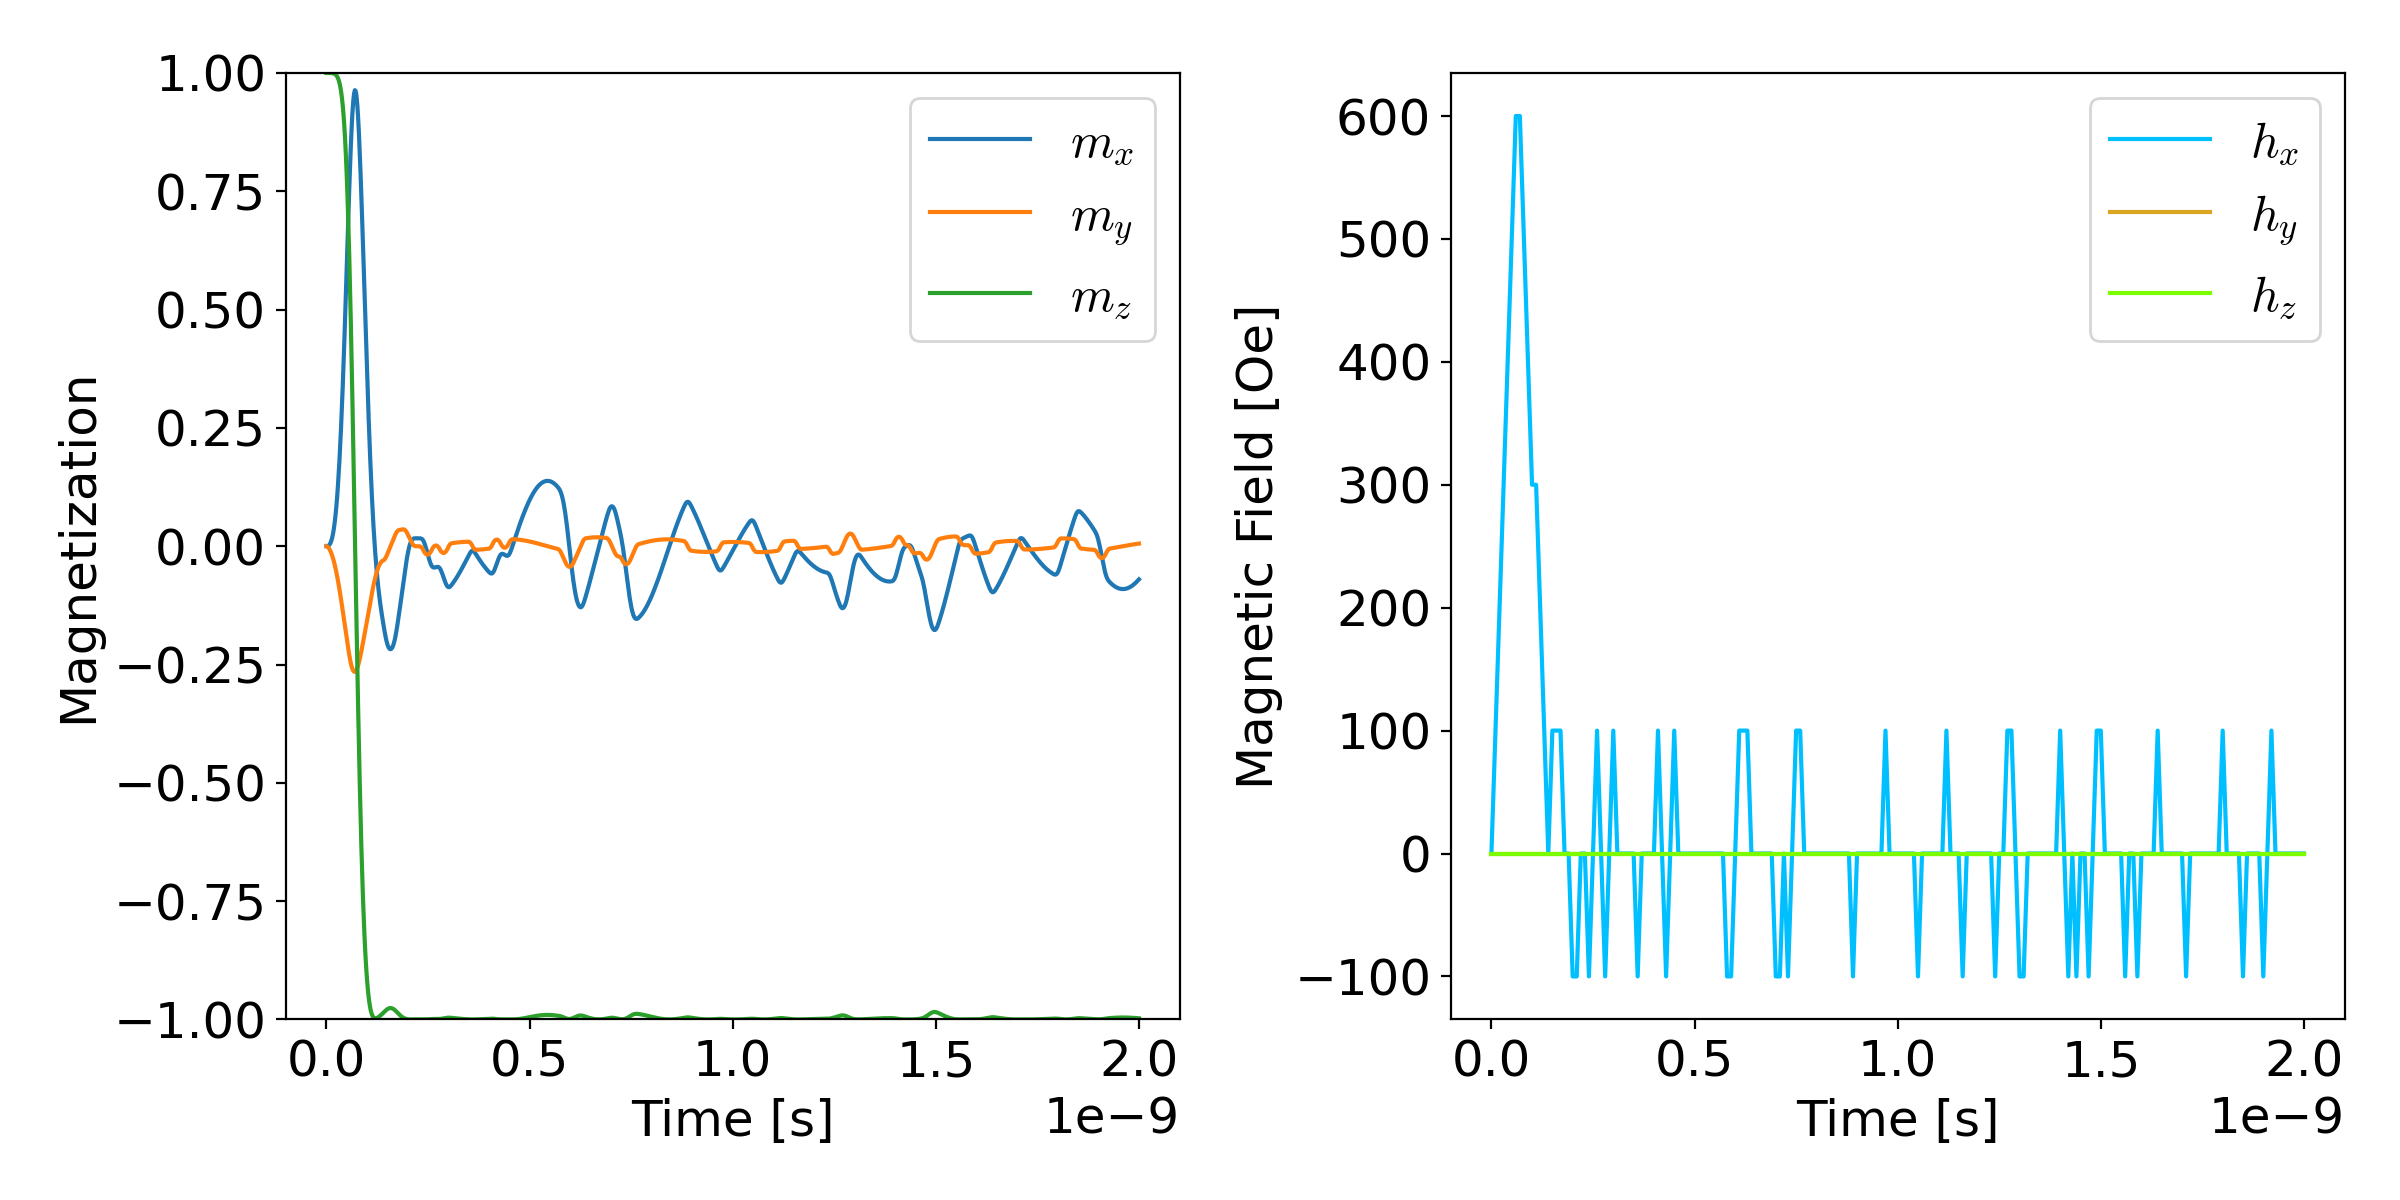 Magnetization
1.00
0.75
0.50
0.25
0.00
−0.25
−0.50
−0.75
−1.00
0.0 0.5 1.0 1.5 2.0
Time [s]
1e−9
m_x
m_y
m_z
Magnetic Field [Oe]
600
500
400
300
200
100
0
−100
0.0 0.5 1.0 1.5 2.0
Time [s]
1e−9
h_x
h_y
h_z